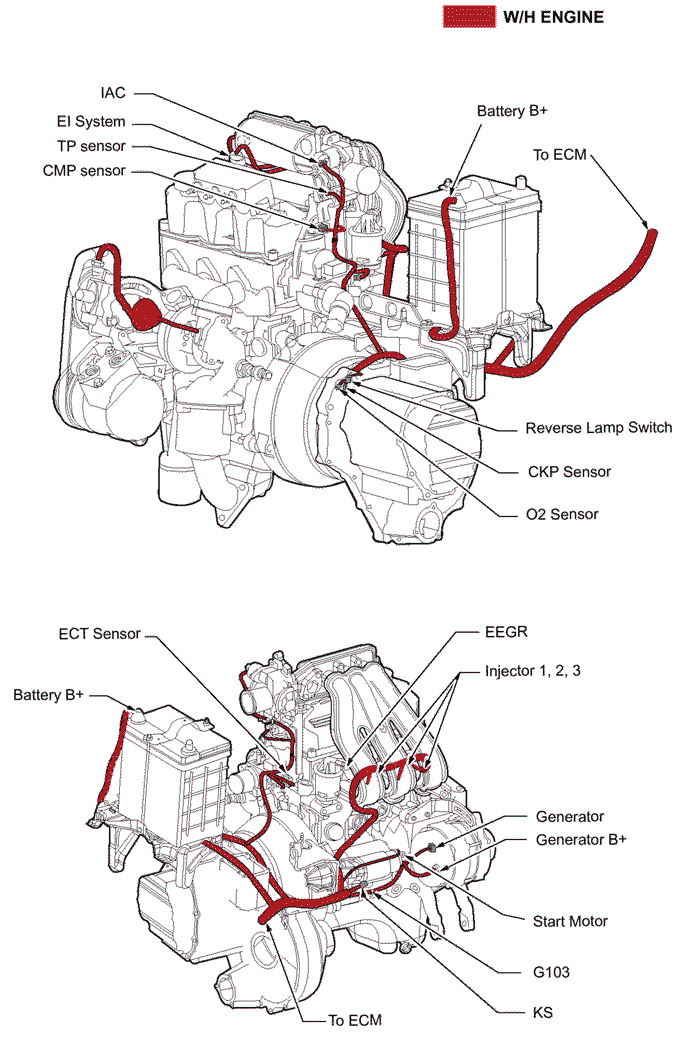 W/H ENGINE
IAC
EI System
TP sensor
CMP sensor
Battery B+
To ECM
Reverse Lamp Switch
CKP Sensor
O2 Sensor
ECT Sensor
EEGR
Injector 1, 2, 3
Battery B+
Generator
Generator B+
Start Motor
G103
KS
To ECM